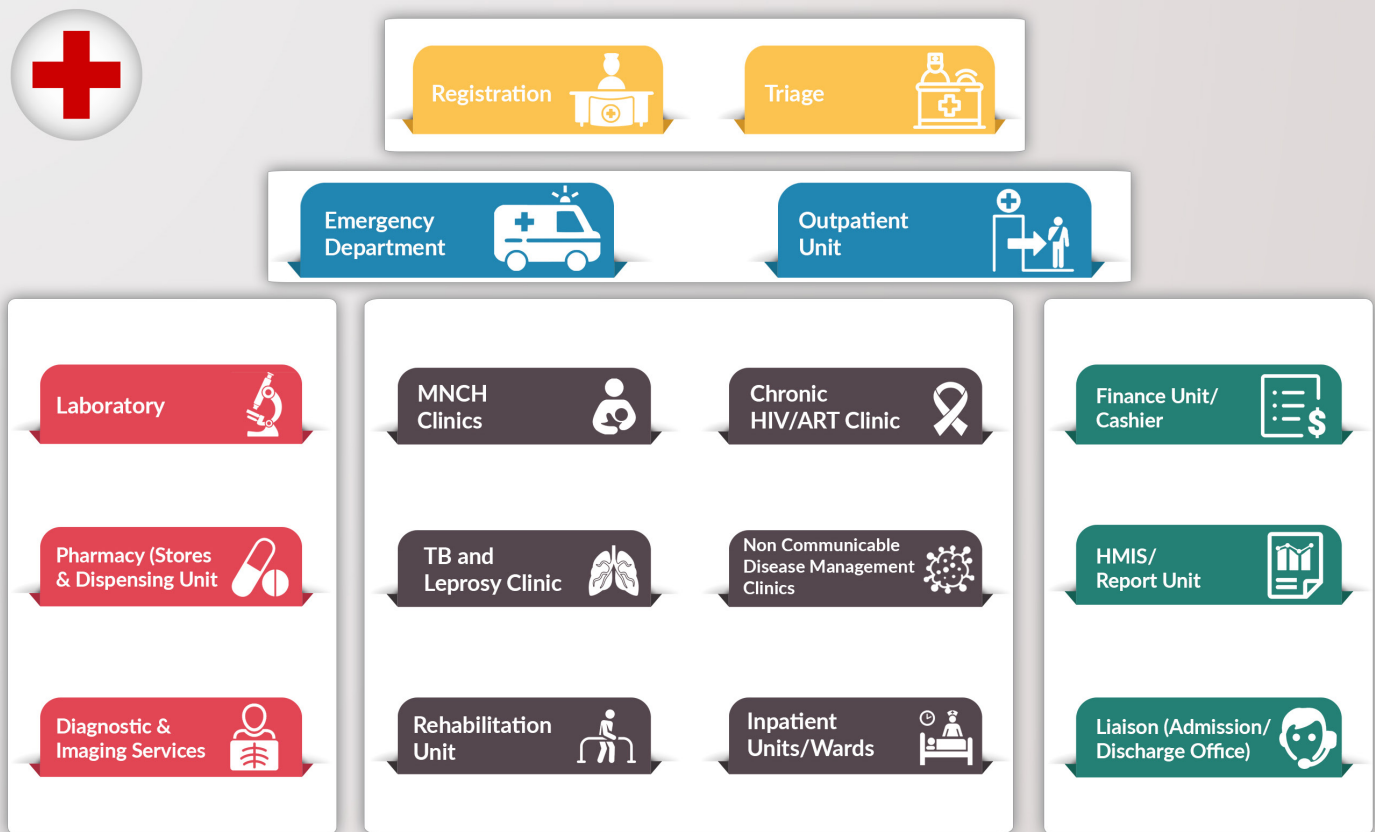 Registration
Triage
Emergency
Department
Outpatient
Unit
Laboratory
Pharmacy (Stores
& Dispensing Unit
Diagnostic &
Imaging Services
MNCH
Clinics
Chronic
HIV/ART Clinic
TB and
Leprosy Clinic
Non Communicable
Disease Management
Clinics
Rehabilitation
Unit
Inpatient
Units/Wards
Finance Unit/
Cashier
$
HMIS/
Report Unit
Liaison (Admission/
Discharge Office)